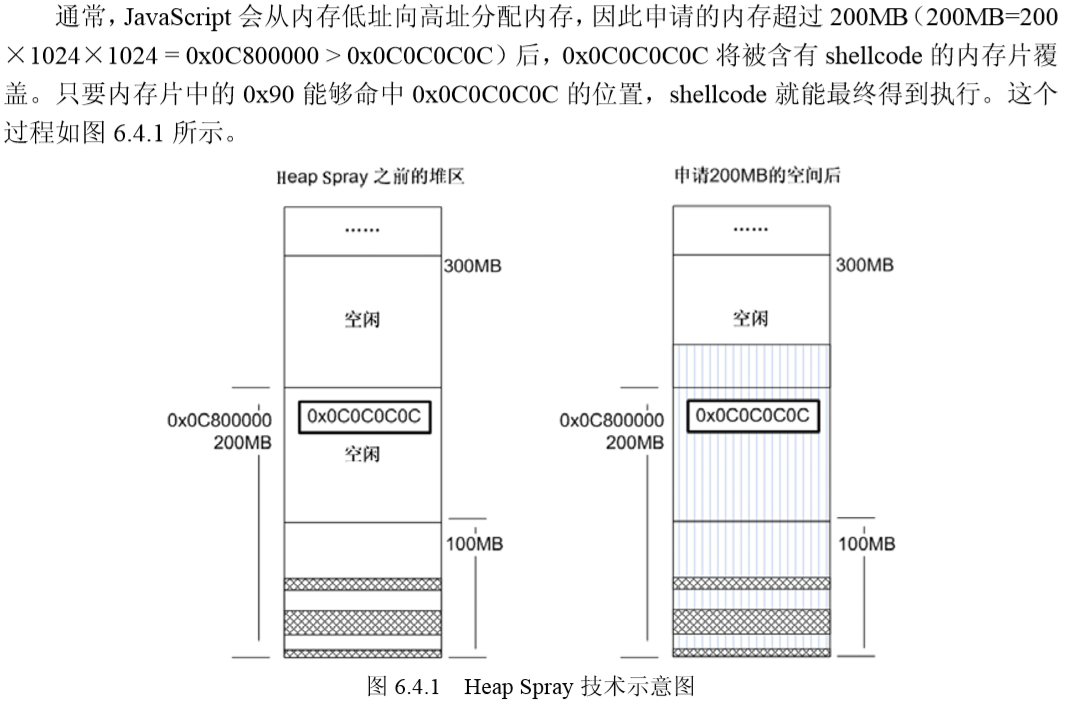 通常，JavaScript 会从内存低址向高址分配内存，因此申请的内存超过 200MB（200MB=200
×1024×1024 = 0x0C800000 > 0x0C0C0C0C）后，0x0C0C0C0C 将被含有 shellcode 的内存片覆
盖。只要内存片中的 0x90 能够命中 0x0C0C0C0C 的位置，shellcode 就能最终得到执行。这个
过程如图 6.4.1 所示。
Heap Spray 之前的堆区
······
300MB
空闲
0x0C800000
200MB
0x0C0C0C0C
空闲
100MB
申请200MB的空间后
······
300MB
空闲
0x0C800000
200MB
0x0C0C0C0C
100MB
图 6.4.1 Heap Spray 技术示意图